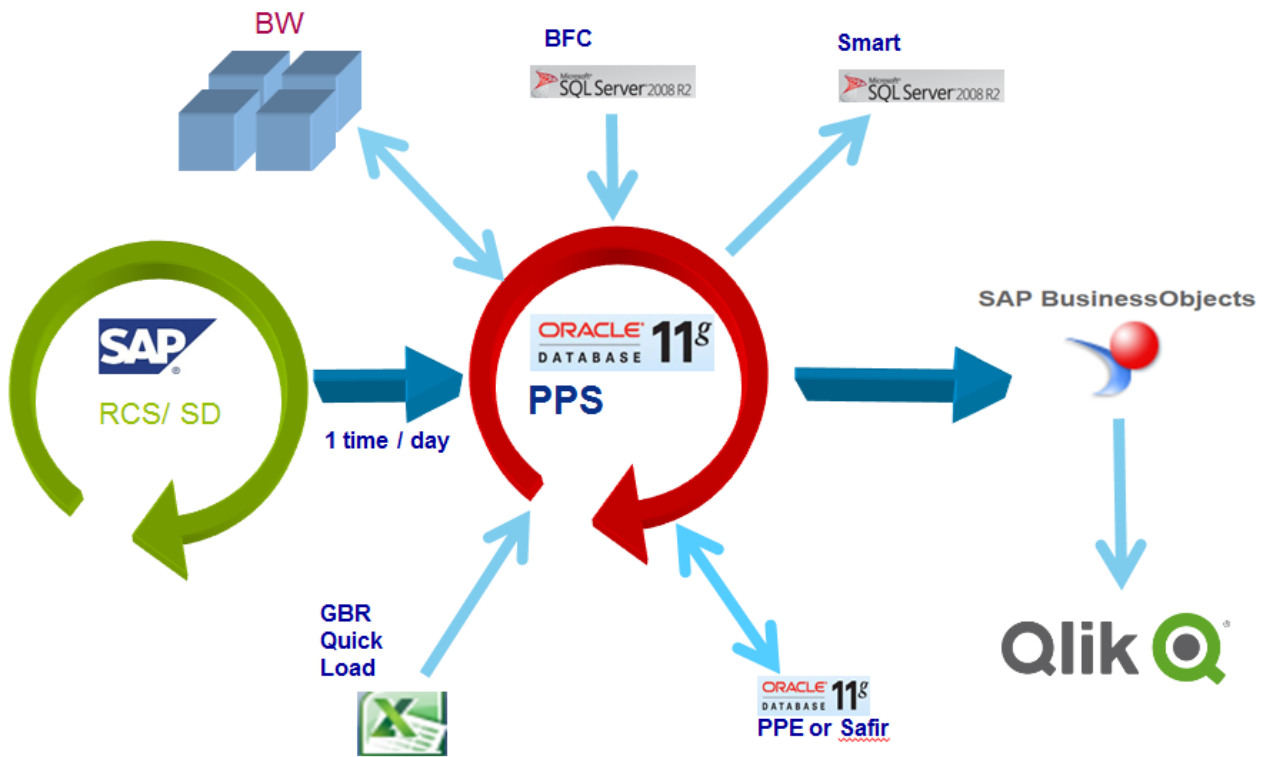 BW
BFC
Microsoft®
SQL Server® 2008 R2
Smart
Microsoft®
SQL Server® 2008 R2
SAP BusinessObjects
SAP®
RCS/ SD
1 time / day
ORACLE®
DATABASE 11g
PPS
GBR
Quick
Load
X
ORACLE®
DATABASE 11g
PPE or Safir
Qlik Q®